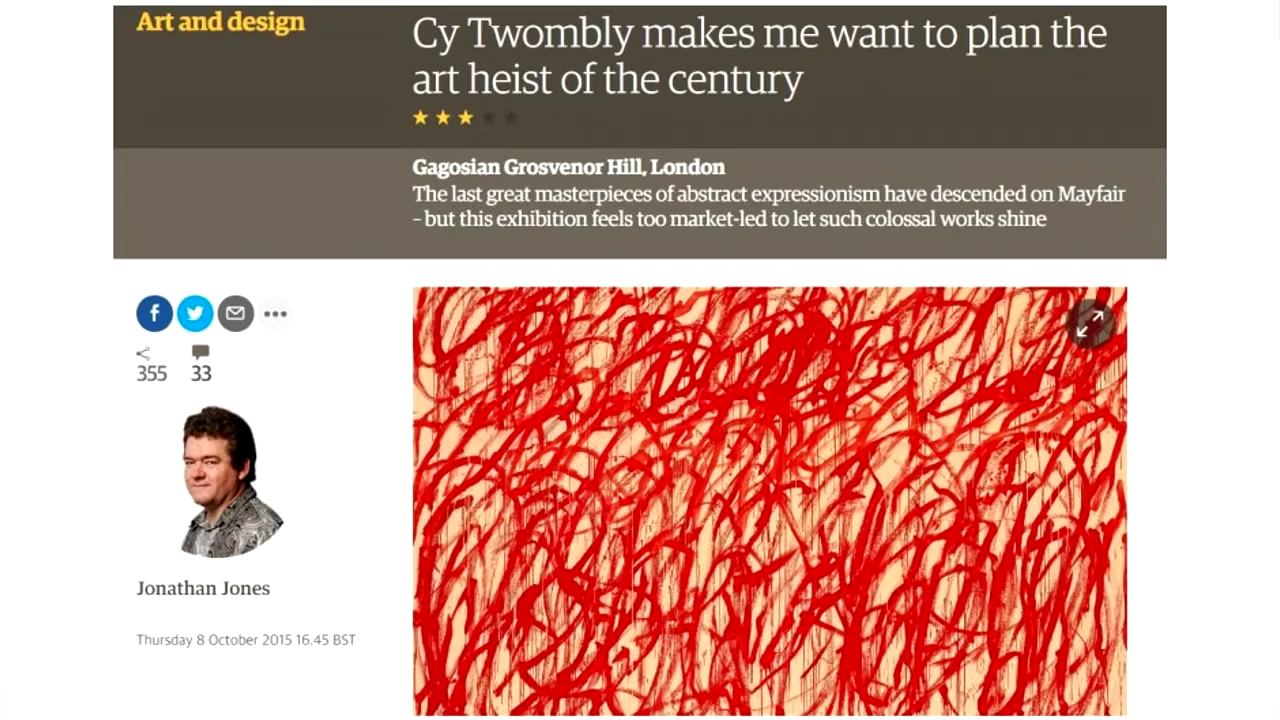 Art and design
Cy Twombly makes me want to plan the
art heist of the century
Gagosian Grosvenor Hill, London
The last great masterpieces of abstract expressionism have descended on Mayfair
– but this exhibition feels too market-led to let such colossal works shine
355
33
Jonathan Jones
Thursday 8 October 2015 16.45 BST